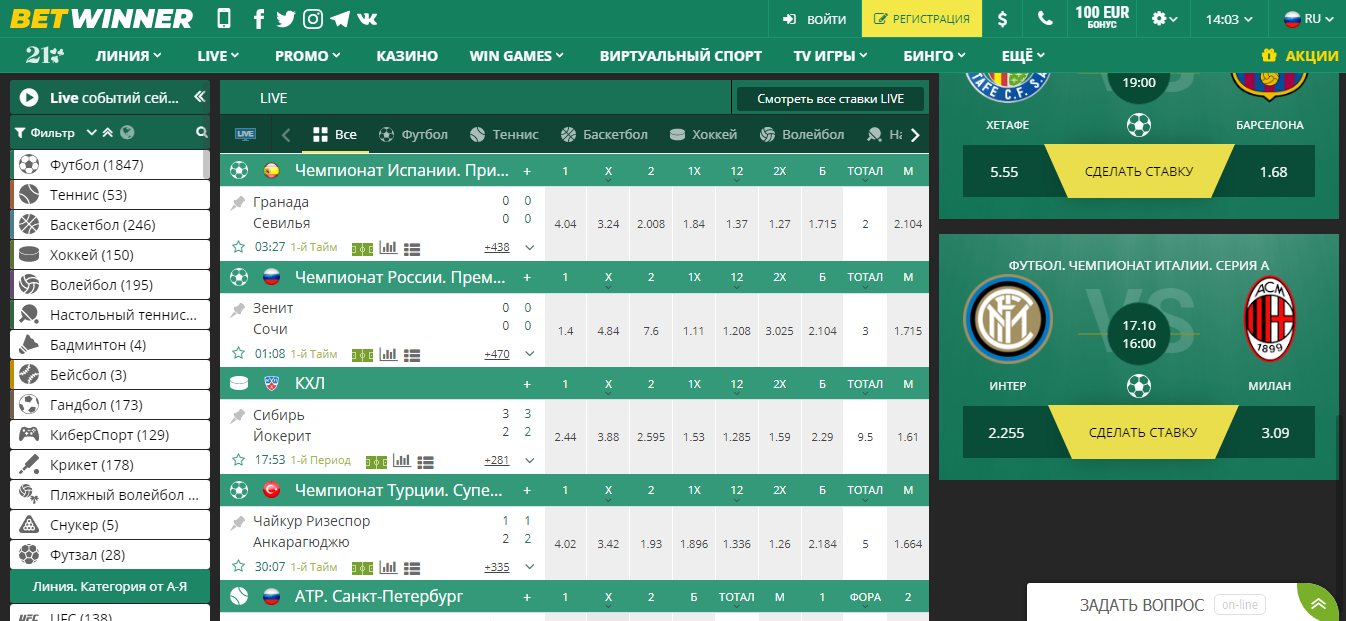 BETWINNER
ВОЙТИ
РЕГИСТРАЦИЯ
$
100 EUR
БОНУС
14:03
RU
21
ЛИНИЯ LIVE PROMO КАЗИНО WIN GAMES ВИРТУАЛЬНЫЙ СПОРТ TV ИГРЫ БИНГО ЕЩЁ
АКЦИИ
Live событий сей...
Фильтр
Футбол (1847)
Теннис (53)
Баскетбол (246)
Хоккей (150)
Волейбол (195)
Настольный теннис...
Бадминтон (4)
Бейсбол (3)
Гандбол (173)
КиберСпорт (129)
Крикет (178)
Пляжный волейбол ...
Снукер (5)
Футзал (28)
Линия. Категория от А-Я
UFC (138)
LIVE
Смотреть все ставки LIVE
LIVE Все Футбол Теннис Баскетбол Хоккей Волейбол На
Чемпионат Испании. При... + 1 X 2 1X 12 2X Б ТОТАЛ М
Гранада 0 0
Севилья 0 0
4.04 3.24 2.008 1.84 1.37 1.27 1.715 2 2.104
03:27 1-й Тайм +438
Чемпионат России. Прем... + 1 X 2 1X 12 2X Б ТОТАЛ М
Зенит 0 0
Сочи 0 0
1.4 4.84 7.6 1.11 1.208 3.025 2.104 3 1.715
01:08 1-й Тайм +470
КХЛ + 1 X 2 1X 12 2X Б ТОТАЛ М
Сибирь 3 3
Йокерит 2 2
2.44 3.88 2.595 1.53 1.285 1.59 2.29 9.5 1.61
17:53 1-й Период +281
Чемпионат Турции. Супе... + 1 X 2 1X 12 2X Б ТОТАЛ М
Чайкур Ризеспор 1 1
Анкарагюджю 2 2
4.02 3.42 1.93 1.896 1.336 1.26 2.184 5 1.664
30:07 1-й Тайм +335
ATP. Санкт-Петербург + 1 X 2 Б ТОТАЛ М 1 ФОРА 2
VS
19:00
ХЕТАФЕ
БАРСЕЛОНА
5.55 СДЕЛАТЬ СТАВКУ 1.68
ФУТБОЛ. ЧЕМПИОНАТ ИТАЛИИ. СЕРИЯ А
VS
17.10
16:00
ACM
1899
ИНТЕР
МИЛАН
2.255 СДЕЛАТЬ СТАВКУ 3.09
ЗАДАТЬ ВОПРОС on-line